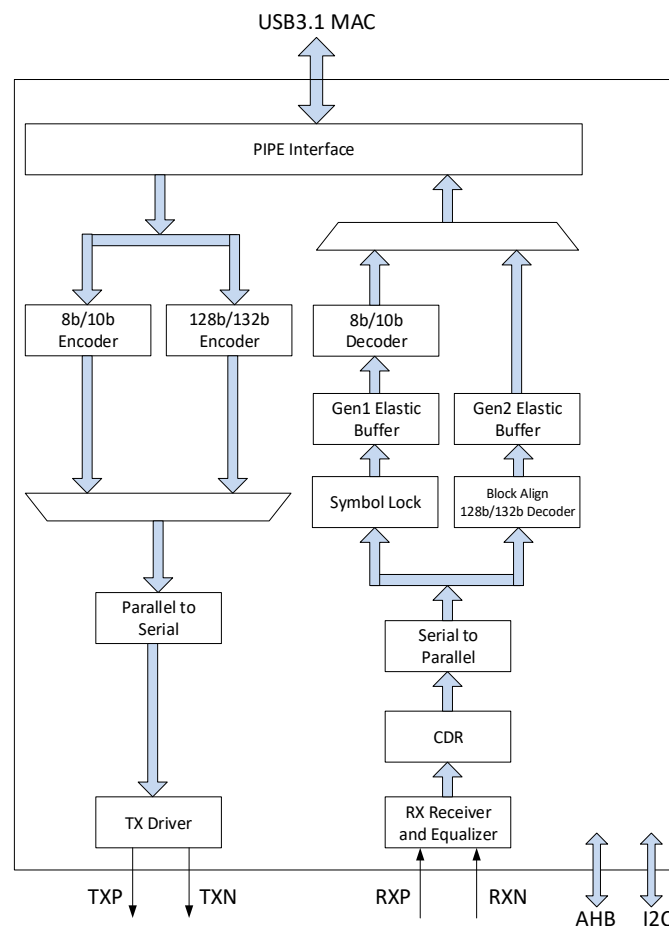 USB3.1 MAC
PIPE Interface
8b/10b
Encoder
128b/132b
Encoder
8b/10b
Decoder
Gen1 Elastic
Buffer
Gen2 Elastic
Buffer
Symbol Lock
Block Align
128b/132b Decoder
Parallel to
Serial
Serial to
Parallel
CDR
TX Driver
RX Receiver
and Equalizer
TXP
TXN
RXP
RXN
AHB
I2C